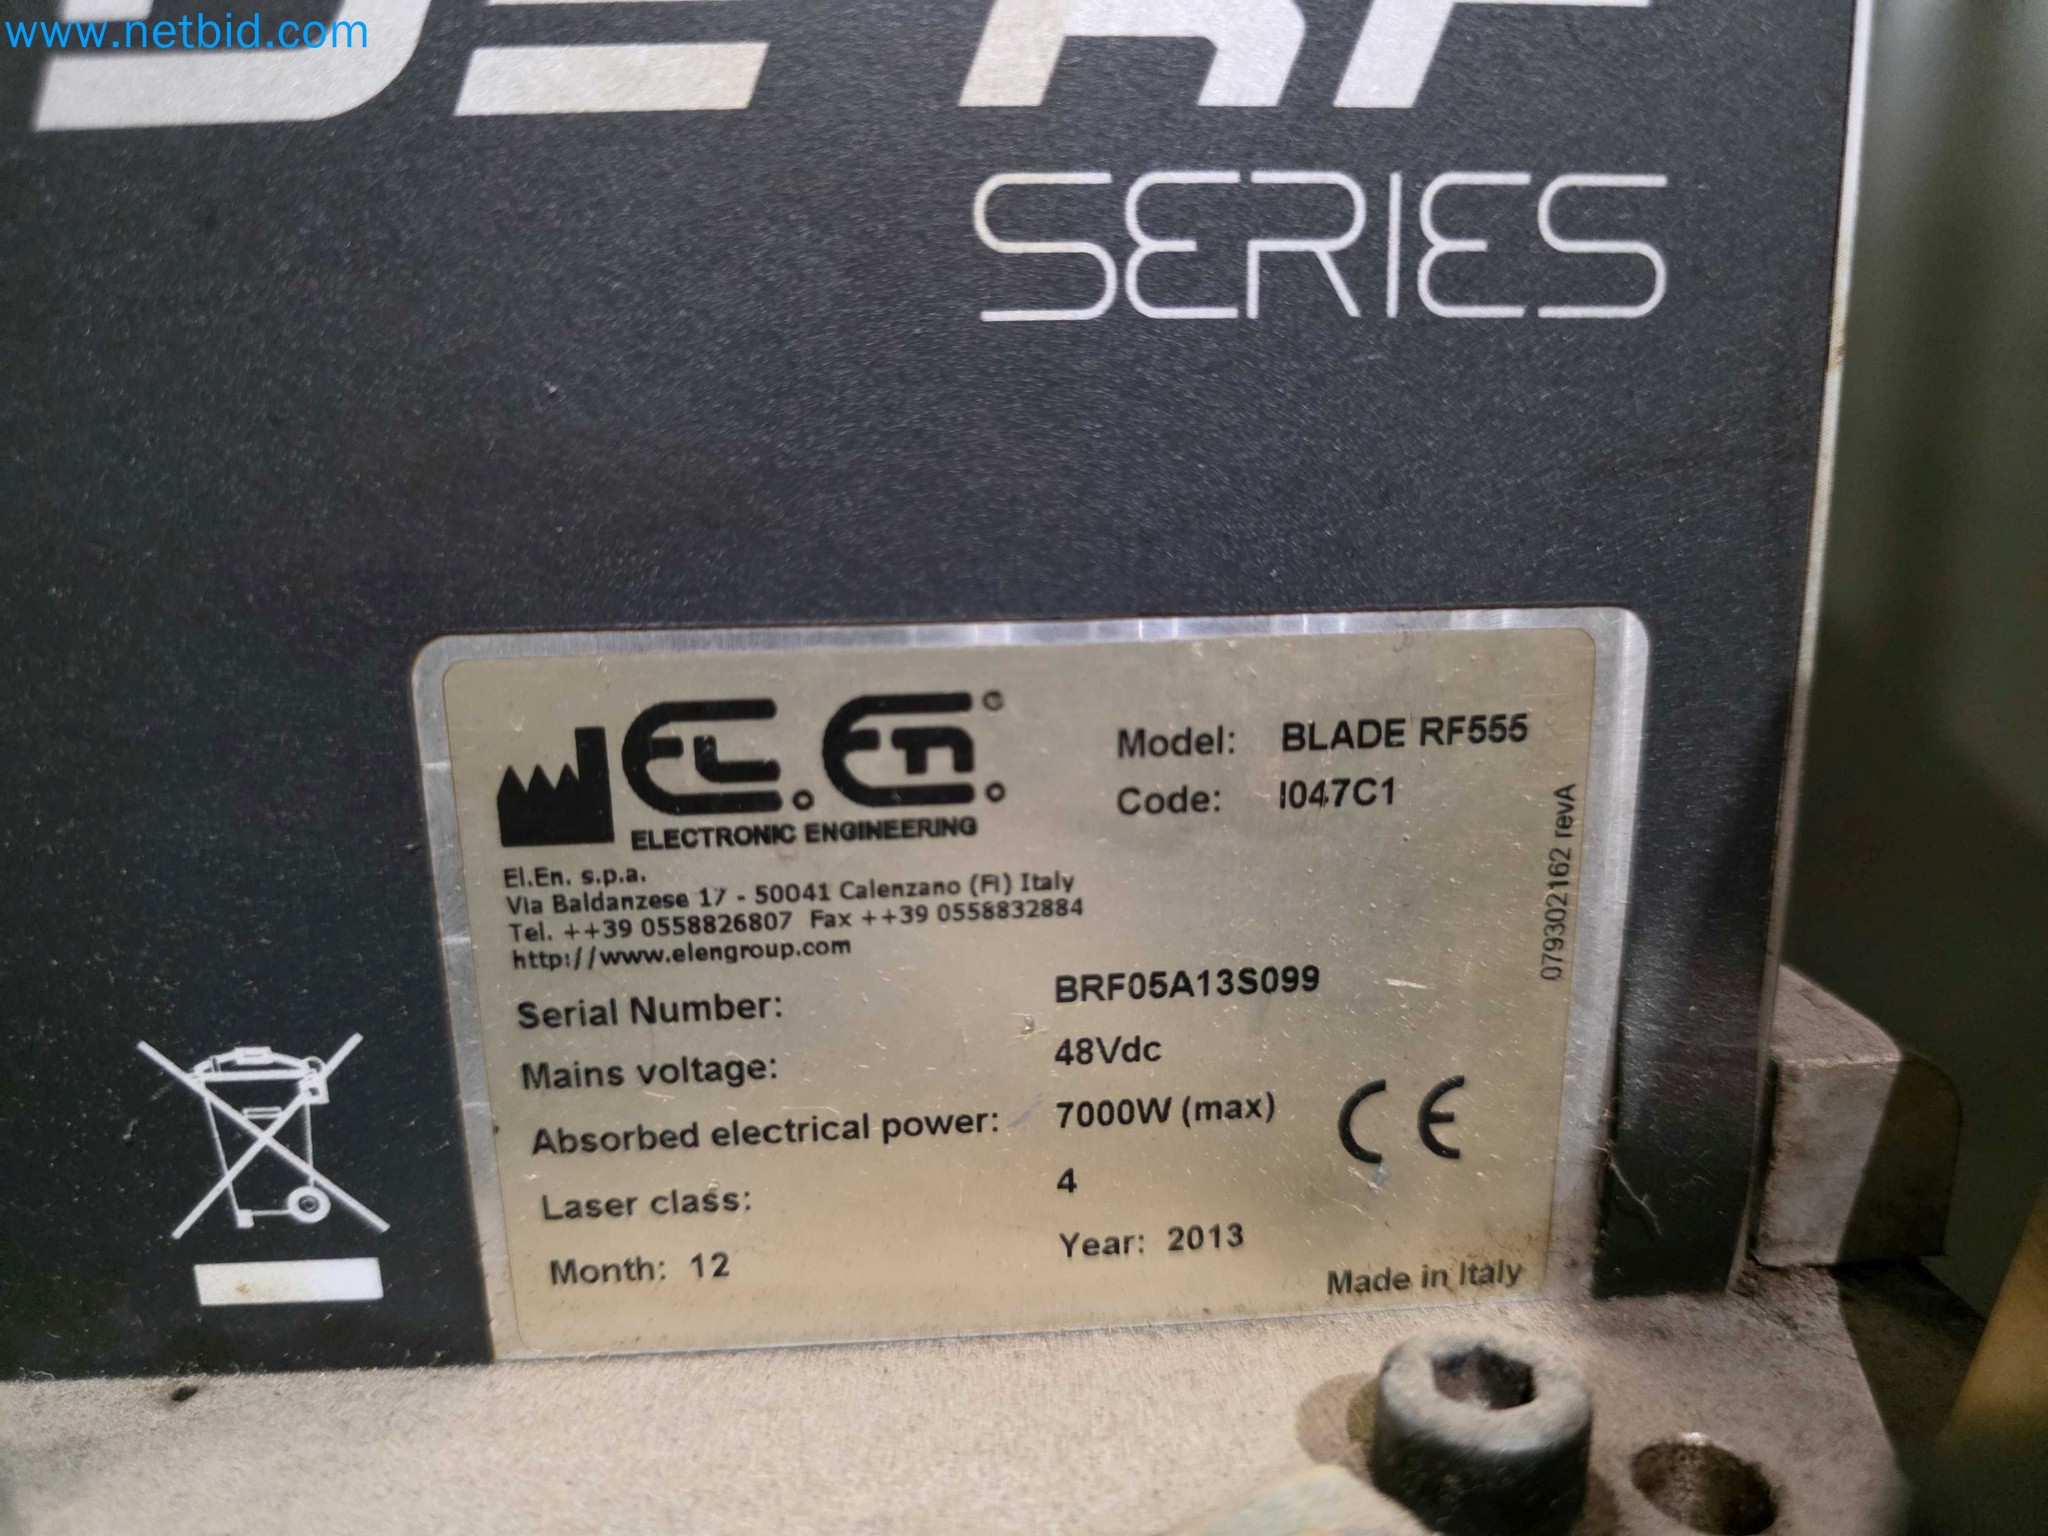 www.netbid.com
DE RF
SERIES
EL.En.
ELECTRONIC ENGINEERING
Model: BLADE RF555
Code: I047C1
079302162 revA
El.En. s.p.a.
Via Baldanzese 17 - 50041 Calenzano (FI) Italy
Tel. ++39 0558826807 Fax ++39 0558832884
http://www.elengroup.com
Serial Number: BRF05A13S099
Mains voltage: 48Vdc
Absorbed electrical power: 7000W (max)
CE
Laser class: 4
Month: 12 Year: 2013
Made in Italy